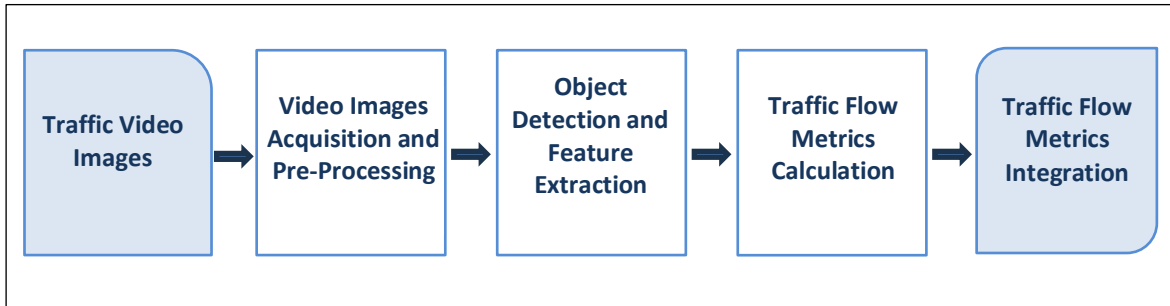 Traffic Video
Images
Video Images
Acquisition and
Pre-Processing
Object
Detection and
Feature
Extraction
Traffic Flow
Metrics
Calculation
Traffic Flow
Metrics
Integration